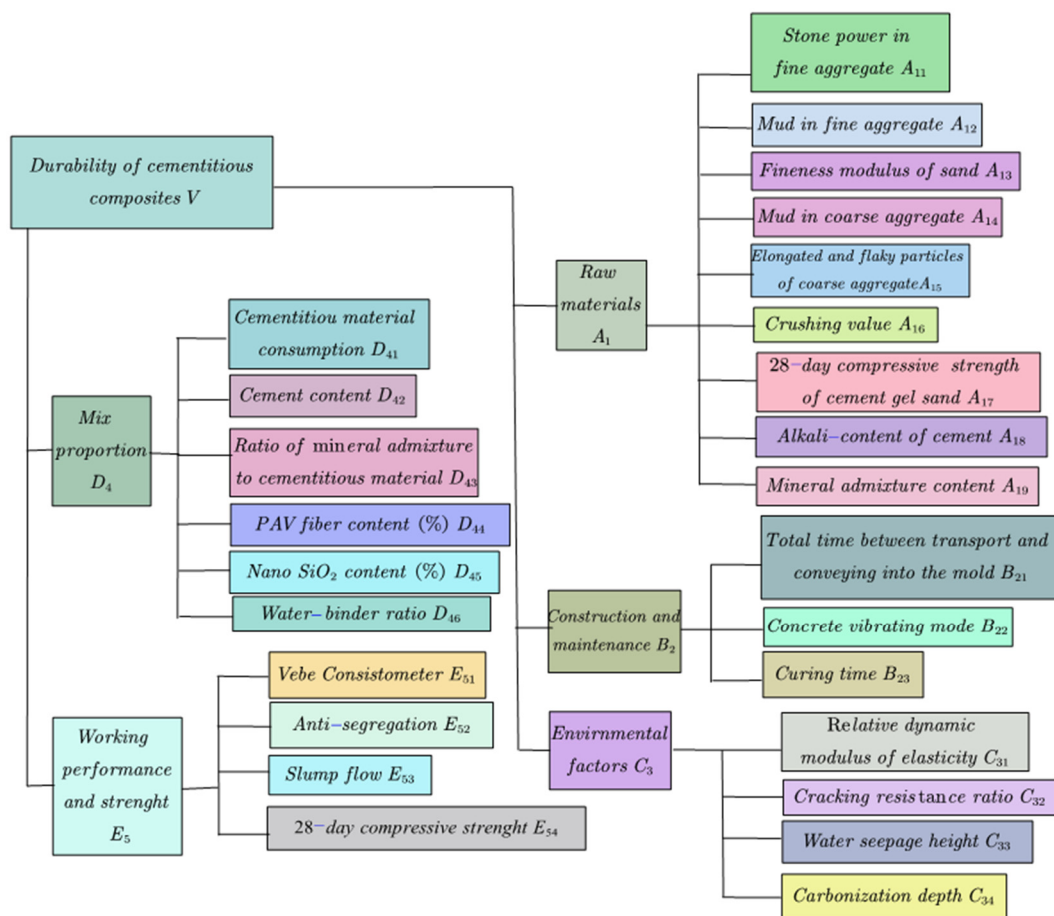 Durability of cementitious
composites V
Raw
materials
A₁
Stone power in
fine aggregate A₁₁
Mud in fine aggregate A₁₂
Fineness modulus of sand A₁₃
Mud in coarse aggregate A₁₄
Elongated and flaky particles
of coarse aggregateA₁₅
Crushing value A₁₆
28-day compressive strength
of cement gel sand A₁₇
Alkali-content of cement A₁₈
Mineral admixture content A₁₉
Construction and
maintenance B₂
Total time between transport and
conveying into the mold B₂₁
Concrete vibrating mode B₂₂
Curing time B₂₃
Envirnmental
factors C₃
Relative dynamic
modulus of elasticity C₃₁
Cracking resistance ratio C₃₂
Water seepage height C₃₃
Carbonization depth C₃₄
Mix
proportion
D₄
Cementitiou material
consumption D₄₁
Cement content D₄₂
Ratio of mineral admixture
to cementitious material D₄₃
PAV fiber content (%) D₄₄
Nano SiO₂ content (%) D₄₅
Water-binder ratio D₄₆
Working
performance
and strenght
E₅
Vebe Consistometer E₅₁
Anti-segregation E₅₂
Slump flow E₅₃
28-day compressive strenght E₅₄